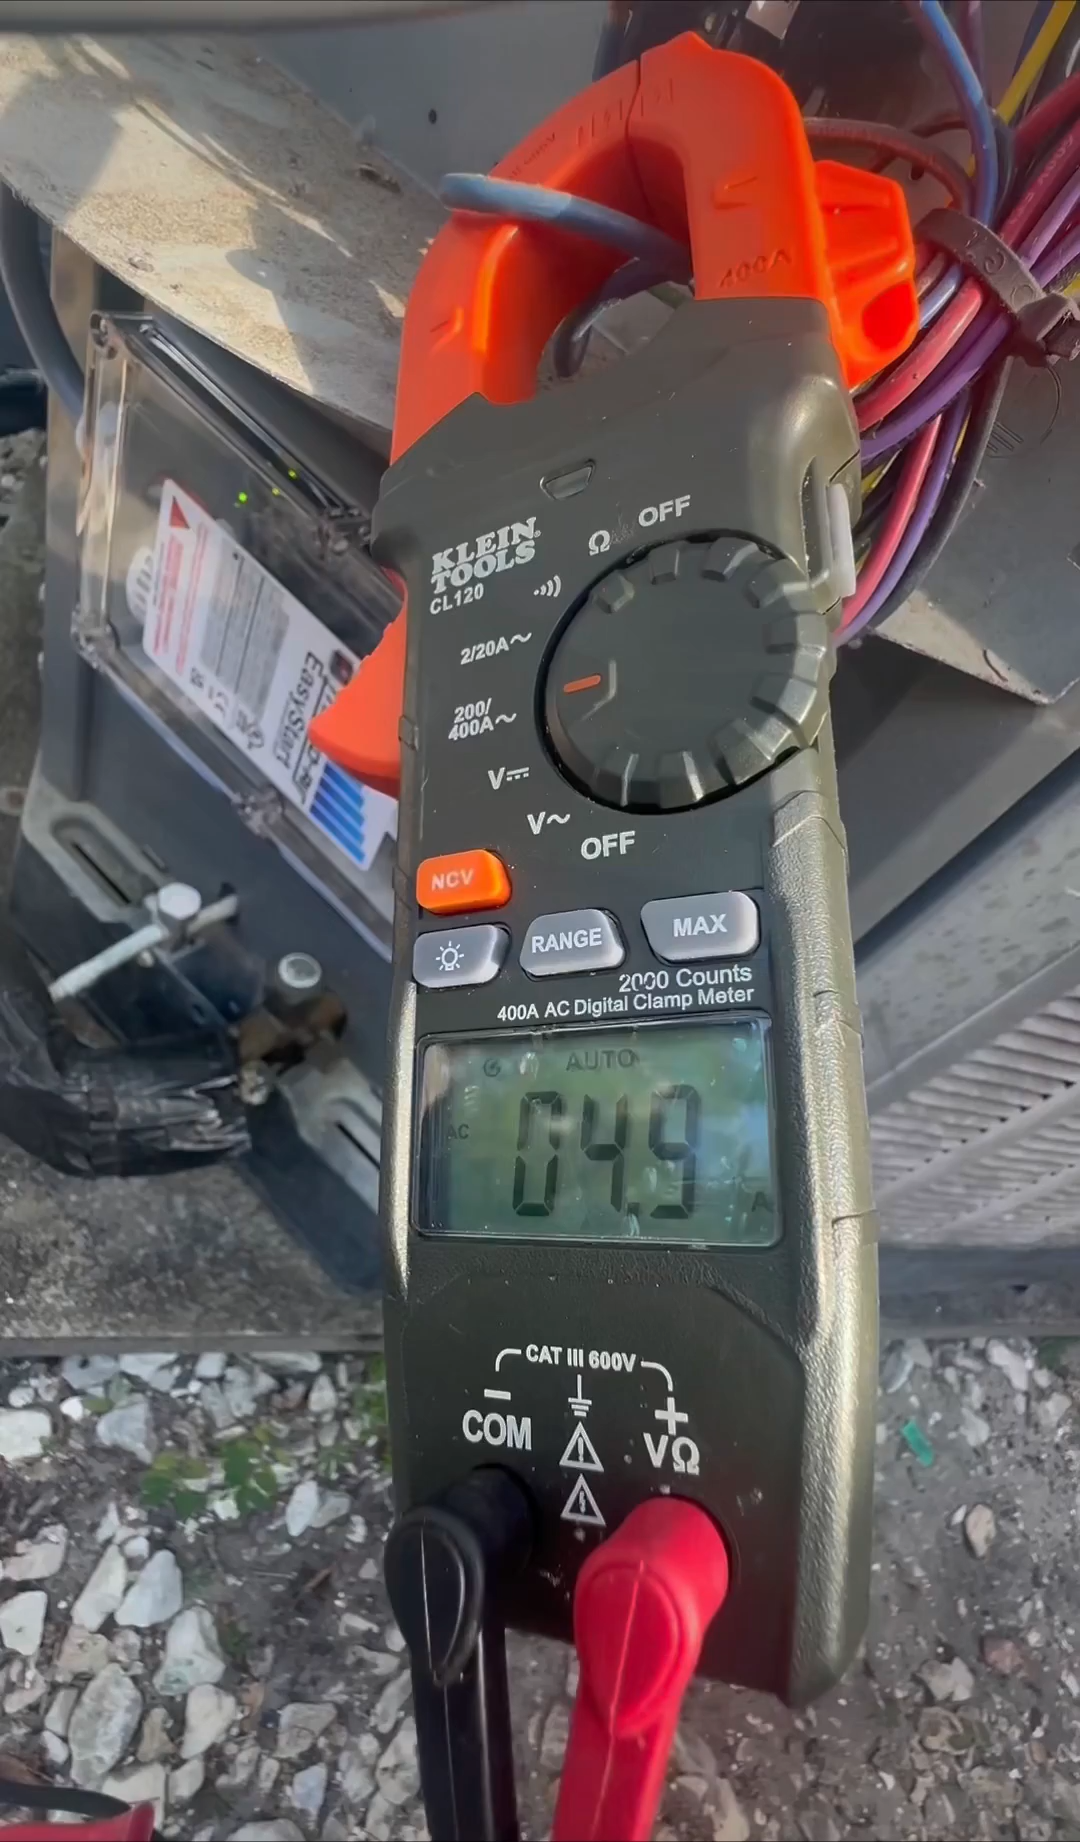 400A
OFF
Ω
KLEIN
TOOLS
CL120
2/20A~
200/
400A~
V⎓
V~
OFF
NCV
RANGE
MAX
2000 Counts
400A AC Digital Clamp Meter
AUTO
AC
04.9
A
CAT III 600V
−
+
COM
VΩ
EasyStart